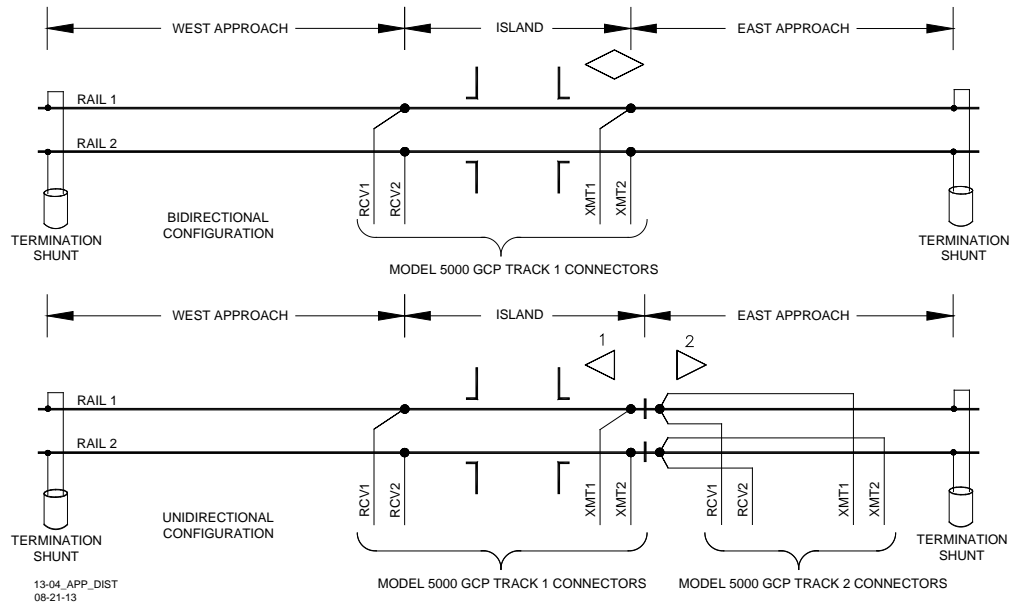 WEST APPROACH ISLAND EAST APPROACH
RAIL 1
RAIL 2
RCV1 RCV2 XMT1 XMT2
BIDIRECTIONAL
CONFIGURATION
TERMINATION
SHUNT
TERMINATION
SHUNT
MODEL 5000 GCP TRACK 1 CONNECTORS
WEST APPROACH ISLAND EAST APPROACH
1 2
RAIL 1
RAIL 2
RCV1 RCV2 XMT1 XMT2 RCV1 RCV2 XMT1 XMT2
UNIDIRECTIONAL
CONFIGURATION
TERMINATION
SHUNT
TERMINATION
SHUNT
MODEL 5000 GCP TRACK 1 CONNECTORS MODEL 5000 GCP TRACK 2 CONNECTORS
13-04_APP_DIST
08-21-13